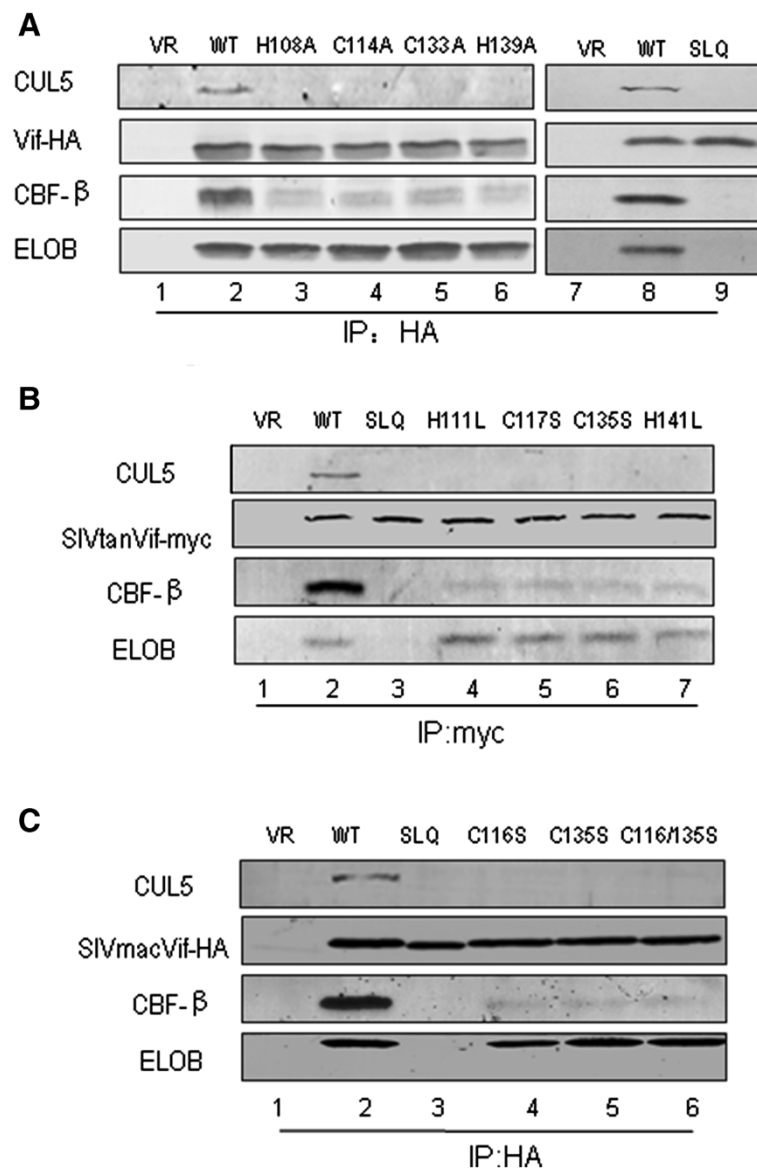 A
VR WT H108A C114A C133A H139A VR WT SLQ
CUL5
Vif-HA
CBF-β
ELOB
1 2 3 4 5 6 7 8 9
IP: HA
B
VR WT SLQ H111L C117S C135S H141L
CUL5
SIVtanVif-myc
CBF-β
ELOB
1 2 3 4 5 6 7
IP:myc
C
VR WT SLQ C116S C135S C116/135S
CUL5
SIVmacVif-HA
CBF-β
ELOB
1 2 3 4 5 6
IP:HA